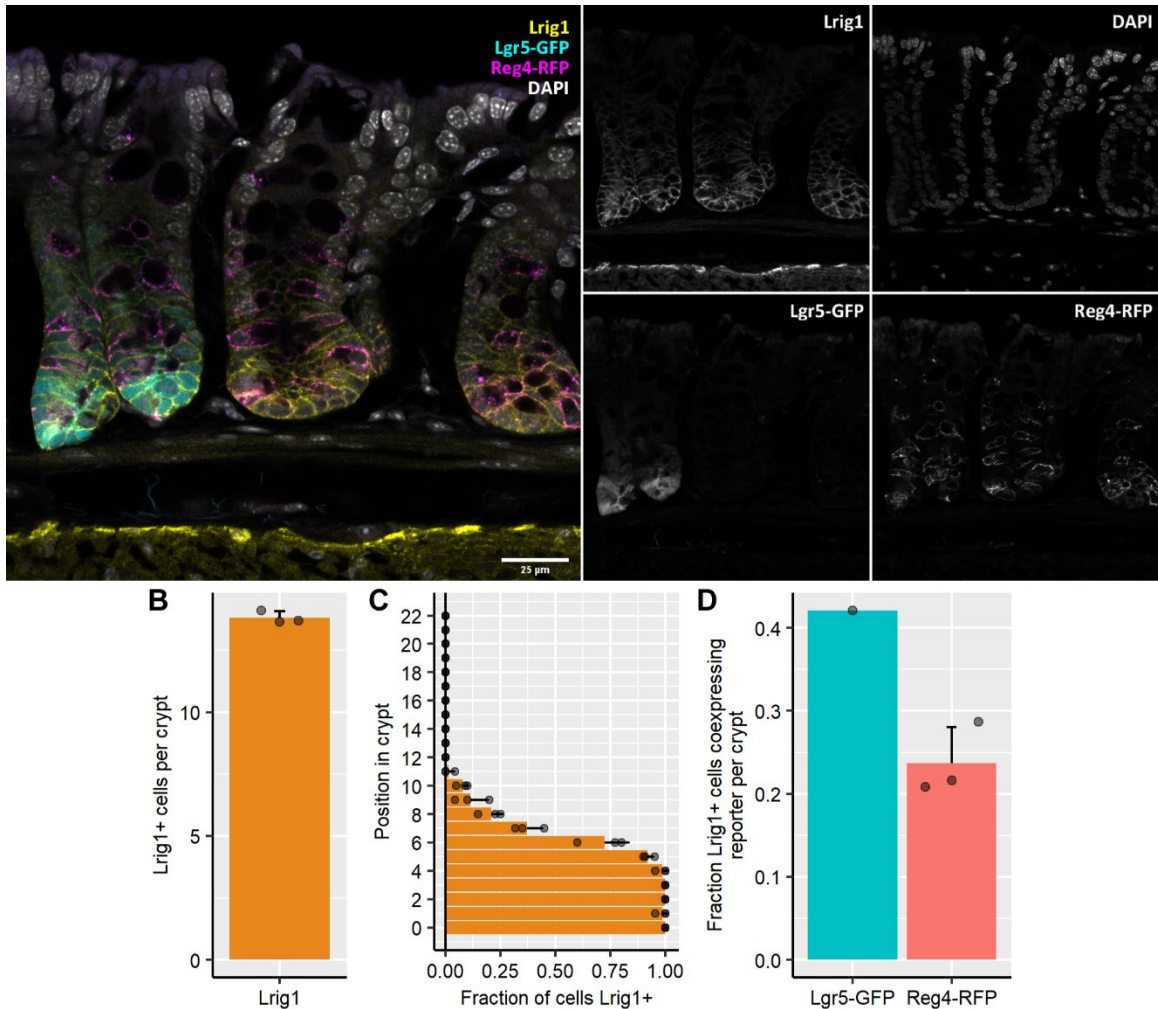 Lrig1
Lgr5-GFP
Reg4-RFP
DAPI
25 µm
Lrig1
DAPI
Lgr5-GFP
Reg4-RFP
B
Lrig1+ cells per crypt
10
5
0
Lrig1
C
Position in crypt
22
20
18
16
14
12
10
8
6
4
2
0
0.00 0.25 0.50 0.75 1.00
Fraction of cells Lrig1+
D
Fraction Lrig1+ cells coexpressing
reporter per crypt
0.4
0.3
0.2
0.1
0.0
Lgr5-GFP Reg4-RFP